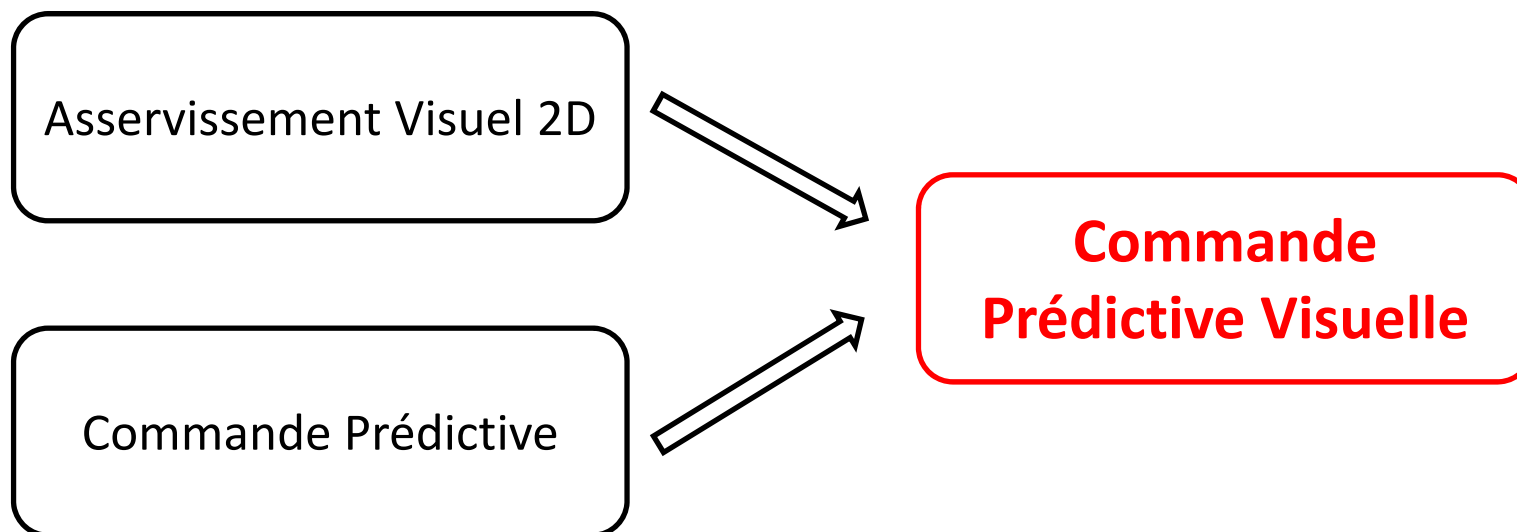 Asservissement Visuel 2D
Commande Prédictive
Commande
Prédictive Visuelle